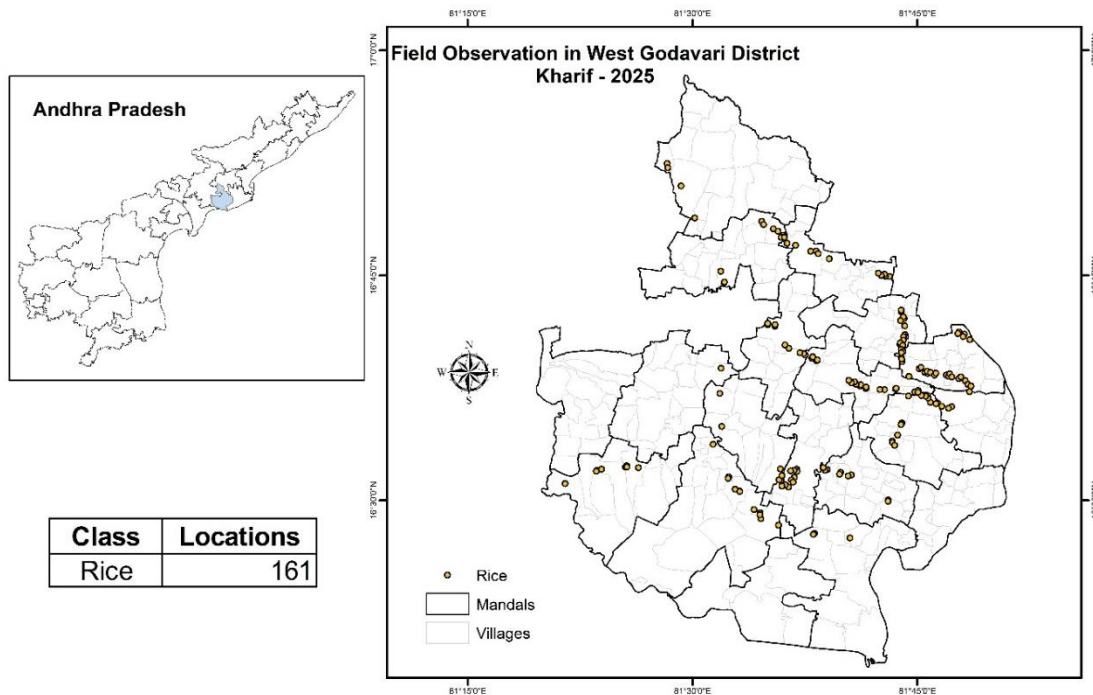 81°15'0"E 81°30'0"E 81°45'0"E
Field Observation in West Godavari District
Kharif - 2025
17°0'0"N
Andhra Pradesh
16°45'0"N
N
W E
S
16°30'0"N
Class Locations
Rice 161
Rice
Mandals
Villages
81°15'0"E 81°30'0"E 81°45'0"E